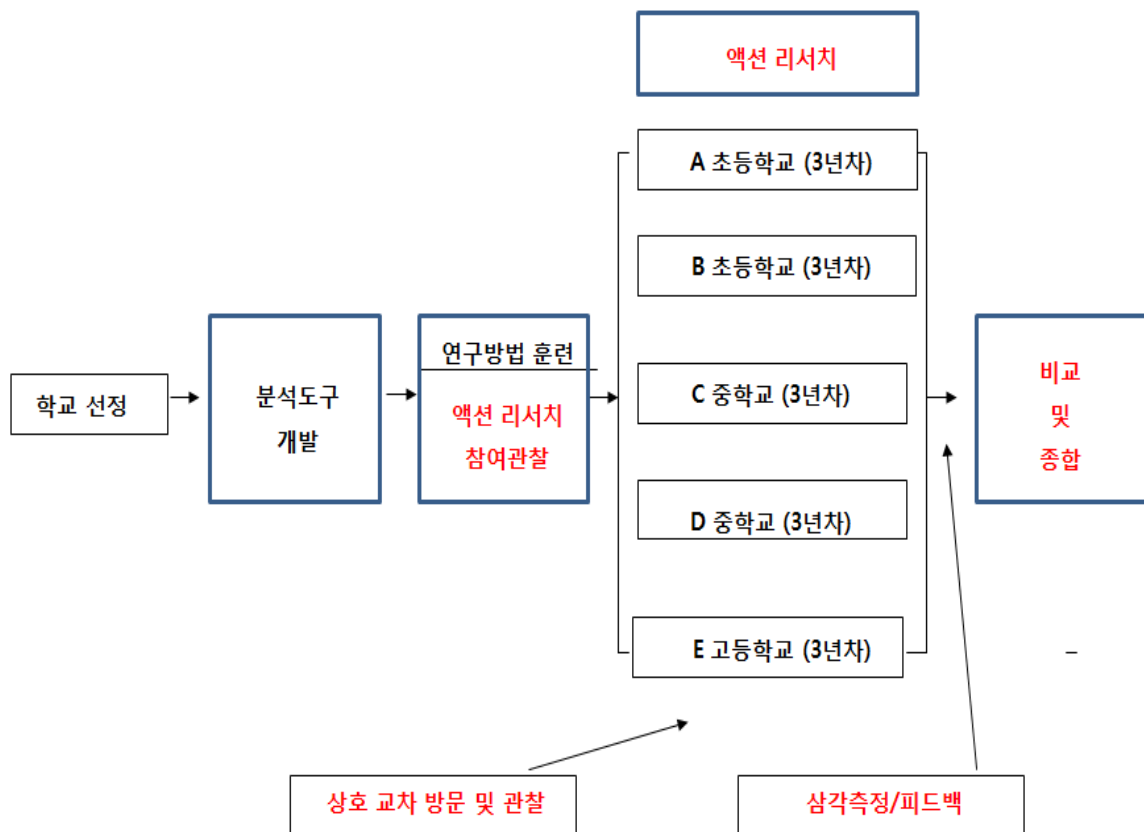 액션 리서치
A 초등학교 (3년차)
B 초등학교 (3년차)
학교 선정
분석도구
개발
연구방법 훈련
액션 리서치
참여관찰
C 중학교 (3년차)
D 중학교 (3년차)
E 고등학교 (3년차)
비교
및
종합
–
상호 교차 방문 및 관찰
삼각측정/피드백